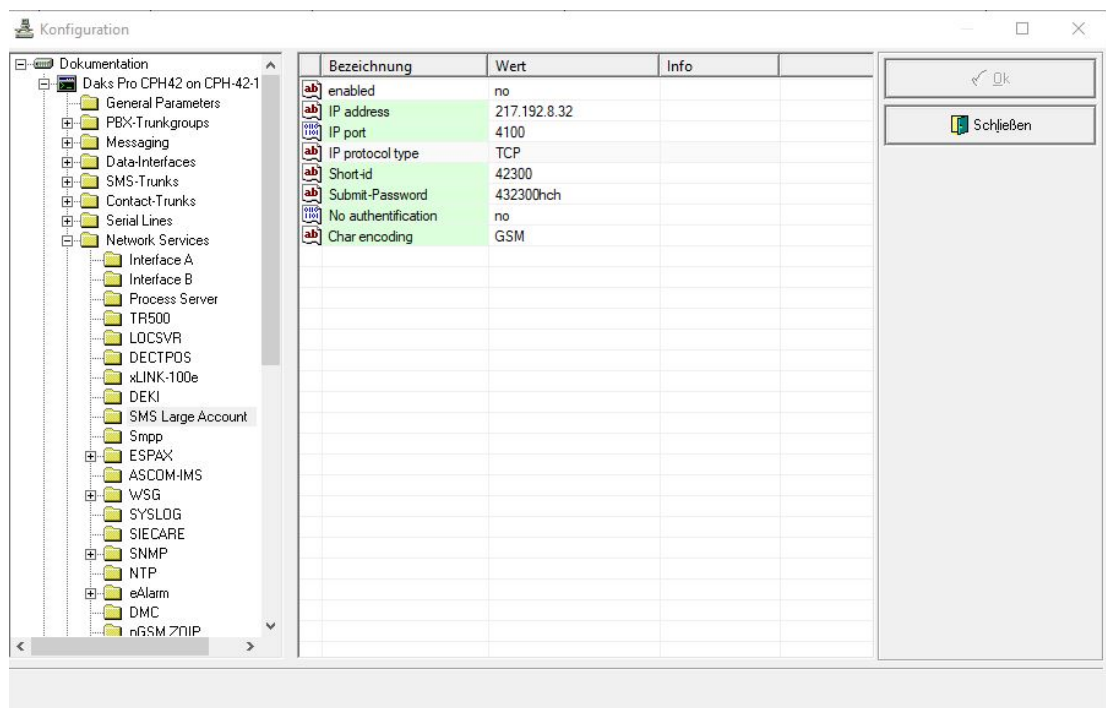 Konfiguration
Dokumentation
Daks Pro CPH42 on CPH-42-1
General Parameters
PBX-Trunkgroups
Messaging
Data-Interfaces
SMS-Trunks
Contact-Trunks
Serial Lines
Network Services
Interface A
Interface B
Process Server
TR500
LOCSVR
DECTPOS
xLINK-100e
DEKI
SMS Large Account
Smpp
ESPAX
ASCOM-IMS
WSG
SYSLOG
SIECARE
SNMP
NTP
eAlarm
DMC
Bezeichnung Wert Info
enabled no
IP address 217.192.8.32
IP port 4100
IP protocol type TCP
Short-id 42300
Submit-Password 432300hch
No authentification no
Char encoding GSM
Ok
Schließen